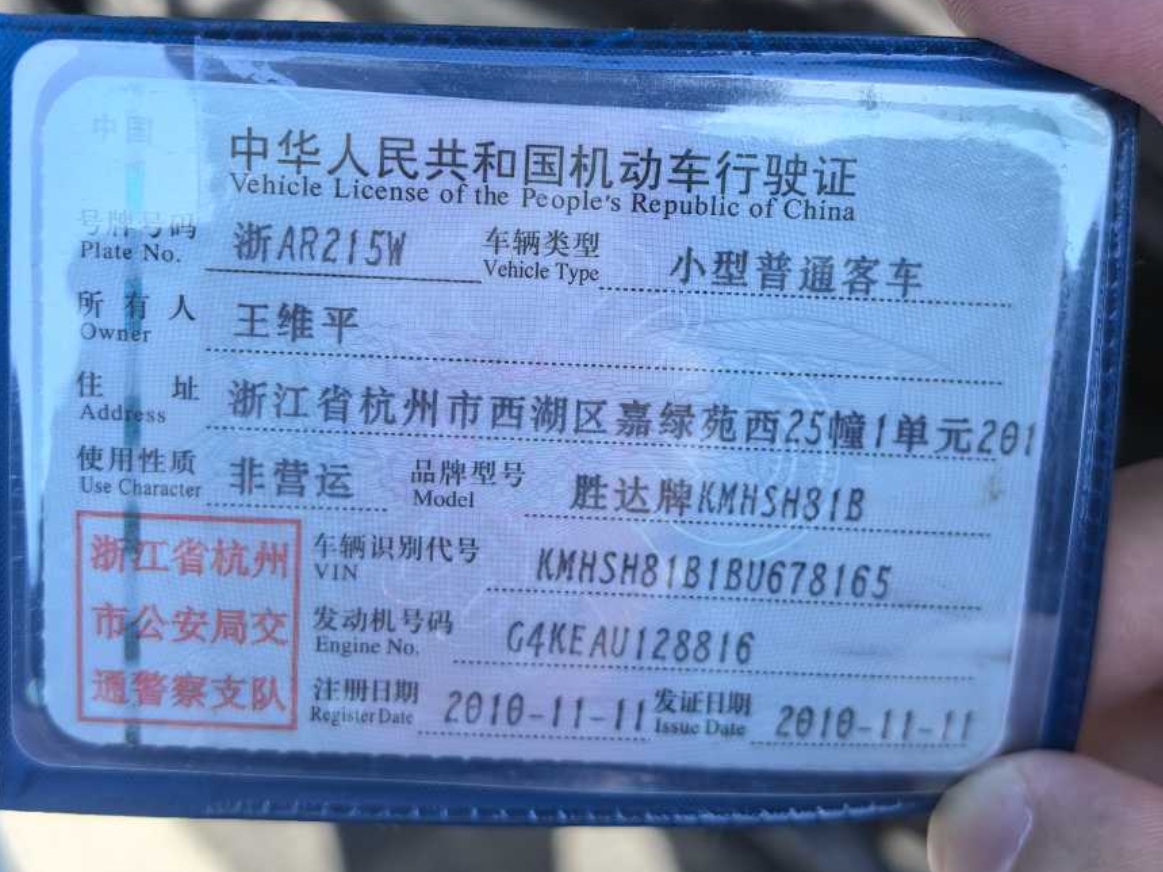 中国
中华人民共和国机动车行驶证
Vehicle License of the People's Republic of China
号牌号码 浙AR215W 车辆类型 小型普通客车
Plate No. Vehicle Type
所有人 王维平
Owner
住址 浙江省杭州市西湖区嘉绿苑西25幢1单元201
Address
使用性质 非营运 品牌型号 胜达牌KMHSH81B
Use Character Model
浙江省杭州
市公安局交
通警察支队
车辆识别代号 KMHSH81B1BU678165
VIN
发动机号码 G4KEAU128816
Engine No.
注册日期 2010-11-11 发证日期 2010-11-11
Register Date Issue Date